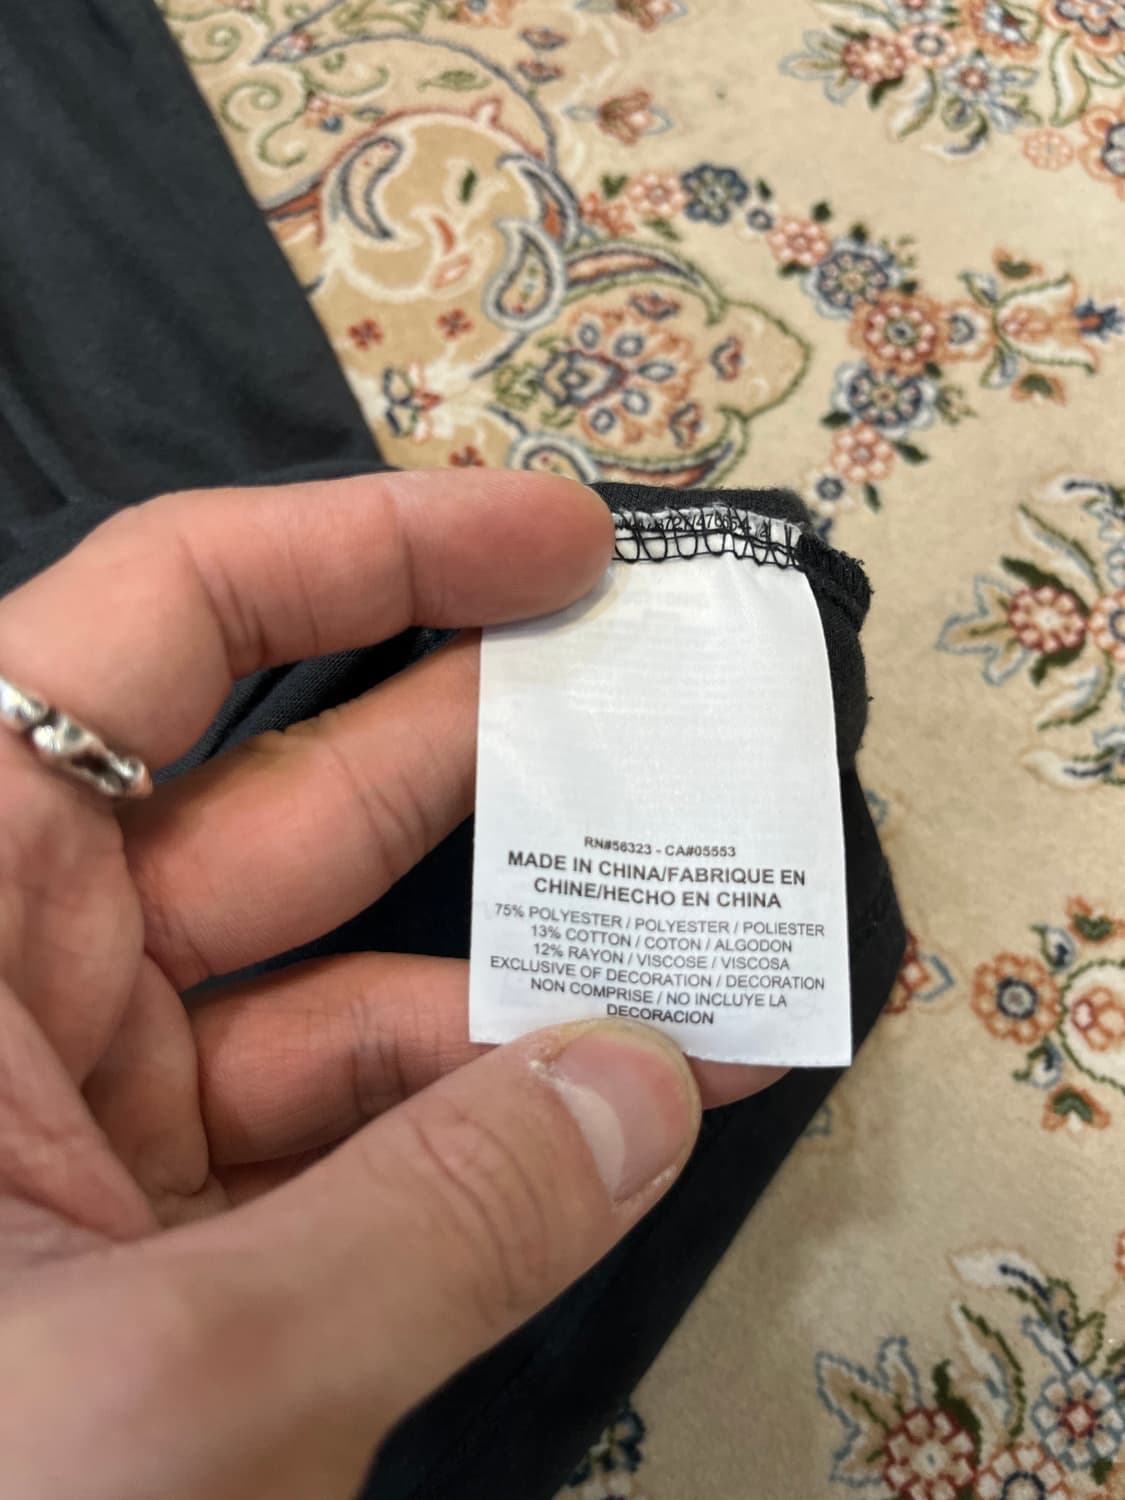 RN#56323 - CA#05553
MADE IN CHINA/FABRIQUE EN
CHINE/HECHO EN CHINA
75% POLYESTER / POLYESTER / POLIESTER
13% COTTON / COTON / ALGODON
12% RAYON / VISCOSE / VISCOSA
EXCLUSIVE OF DECORATION / DECORATION
NON COMPRISE / NO INCLUYE LA
DECORACION